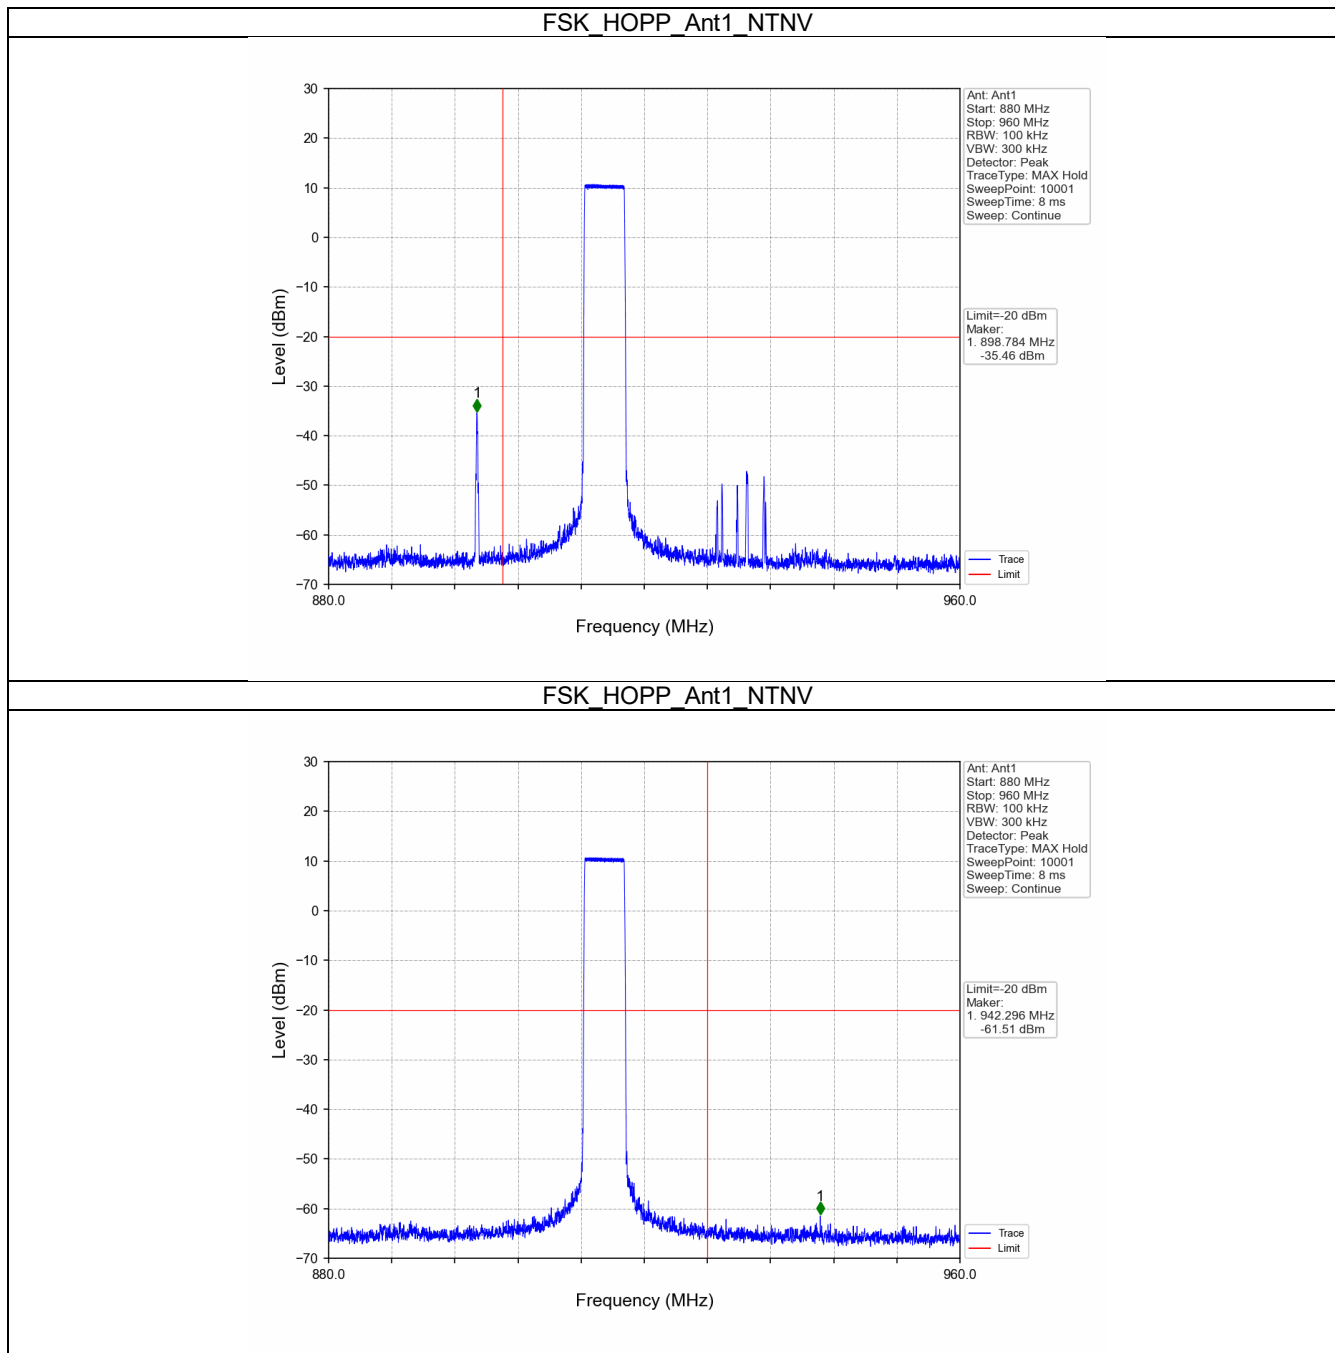 FSK_HOPP_Ant1_NTNV
30
20
10
0
−10
−20
−30
−40
−50
−60
−70
Level (dBm)
880.0
960.0
Frequency (MHz)
1
Ant: Ant1
Start: 880 MHz
Stop: 960 MHz
RBW: 100 kHz
VBW: 300 kHz
Detector: Peak
TraceType: MAX Hold
SweepPoint: 10001
SweepTime: 8 ms
Sweep: Continue
Limit=-20 dBm
Maker:
1. 898.784 MHz
-35.46 dBm
Trace
Limit
FSK_HOPP_Ant1_NTNV
30
20
10
0
−10
−20
−30
−40
−50
−60
−70
Level (dBm)
880.0
960.0
Frequency (MHz)
1
Ant: Ant1
Start: 880 MHz
Stop: 960 MHz
RBW: 100 kHz
VBW: 300 kHz
Detector: Peak
TraceType: MAX Hold
SweepPoint: 10001
SweepTime: 8 ms
Sweep: Continue
Limit=-20 dBm
Maker:
1. 942.296 MHz
-61.51 dBm
Trace
Limit